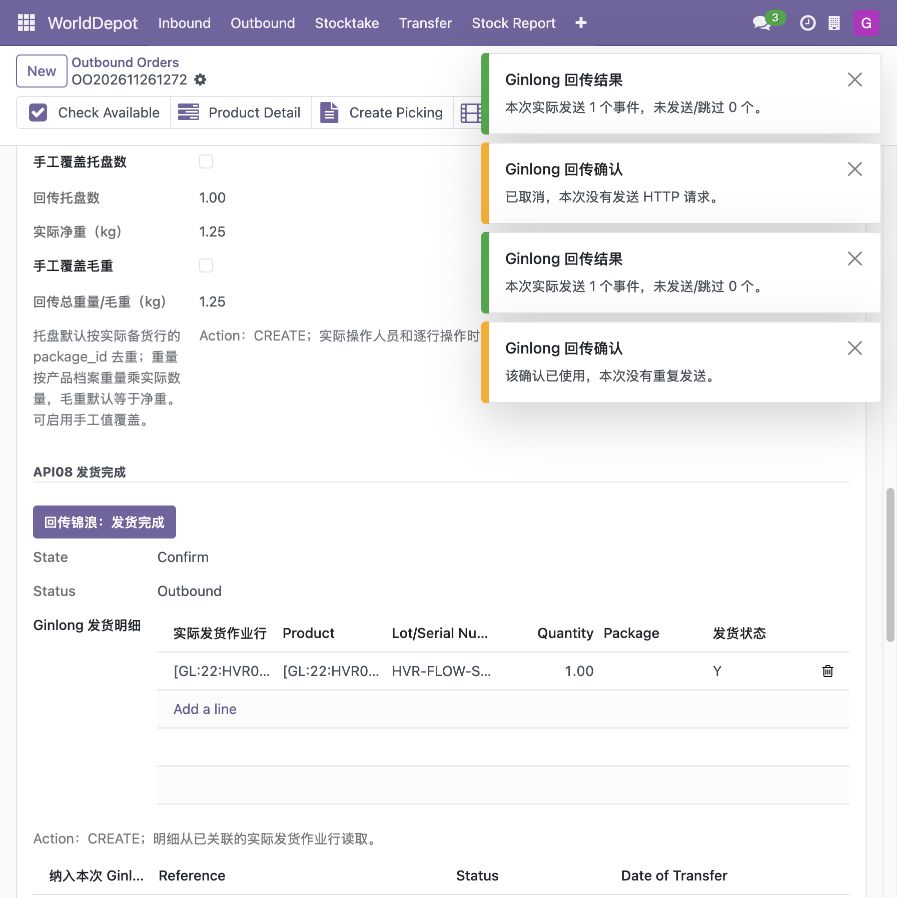 WorldDepot Inbound Outbound Stocktake Transfer Stock Report + 3 G
New
Outbound Orders
OO202611261272
Check Available Product Detail Create Picking
Ginlong 回传结果
本次实际发送 1 个事件，未发送/跳过 0 个。
Ginlong 回传确认
已取消，本次没有发送 HTTP 请求。
Ginlong 回传结果
本次实际发送 1 个事件，未发送/跳过 0 个。
Ginlong 回传确认
该确认已使用，本次没有重复发送。
手工覆盖托盘数
回传托盘数 1.00
实际净重（kg） 1.25
手工覆盖毛重
回传总重量/毛重（kg） 1.25
托盘默认按实际备货行的
package_id 去重；重量
按产品档案重量乘实际数
量，毛重默认等于净重。
可启用手工值覆盖。
Action：CREATE；实际操作人员和逐行操作时
API08 发货完成
回传锦浪：发货完成
State Confirm
Status Outbound
Ginlong 发货明细
实际发货作业行 Product Lot/Serial Nu... Quantity Package 发货状态
[GL:22:HVR0... [GL:22:HVR0... HVR-FLOW-S... 1.00 Y
Add a line
Action：CREATE；明细从已关联的实际发货作业行读取。
纳入本次 Ginl... Reference Status Date of Transfer